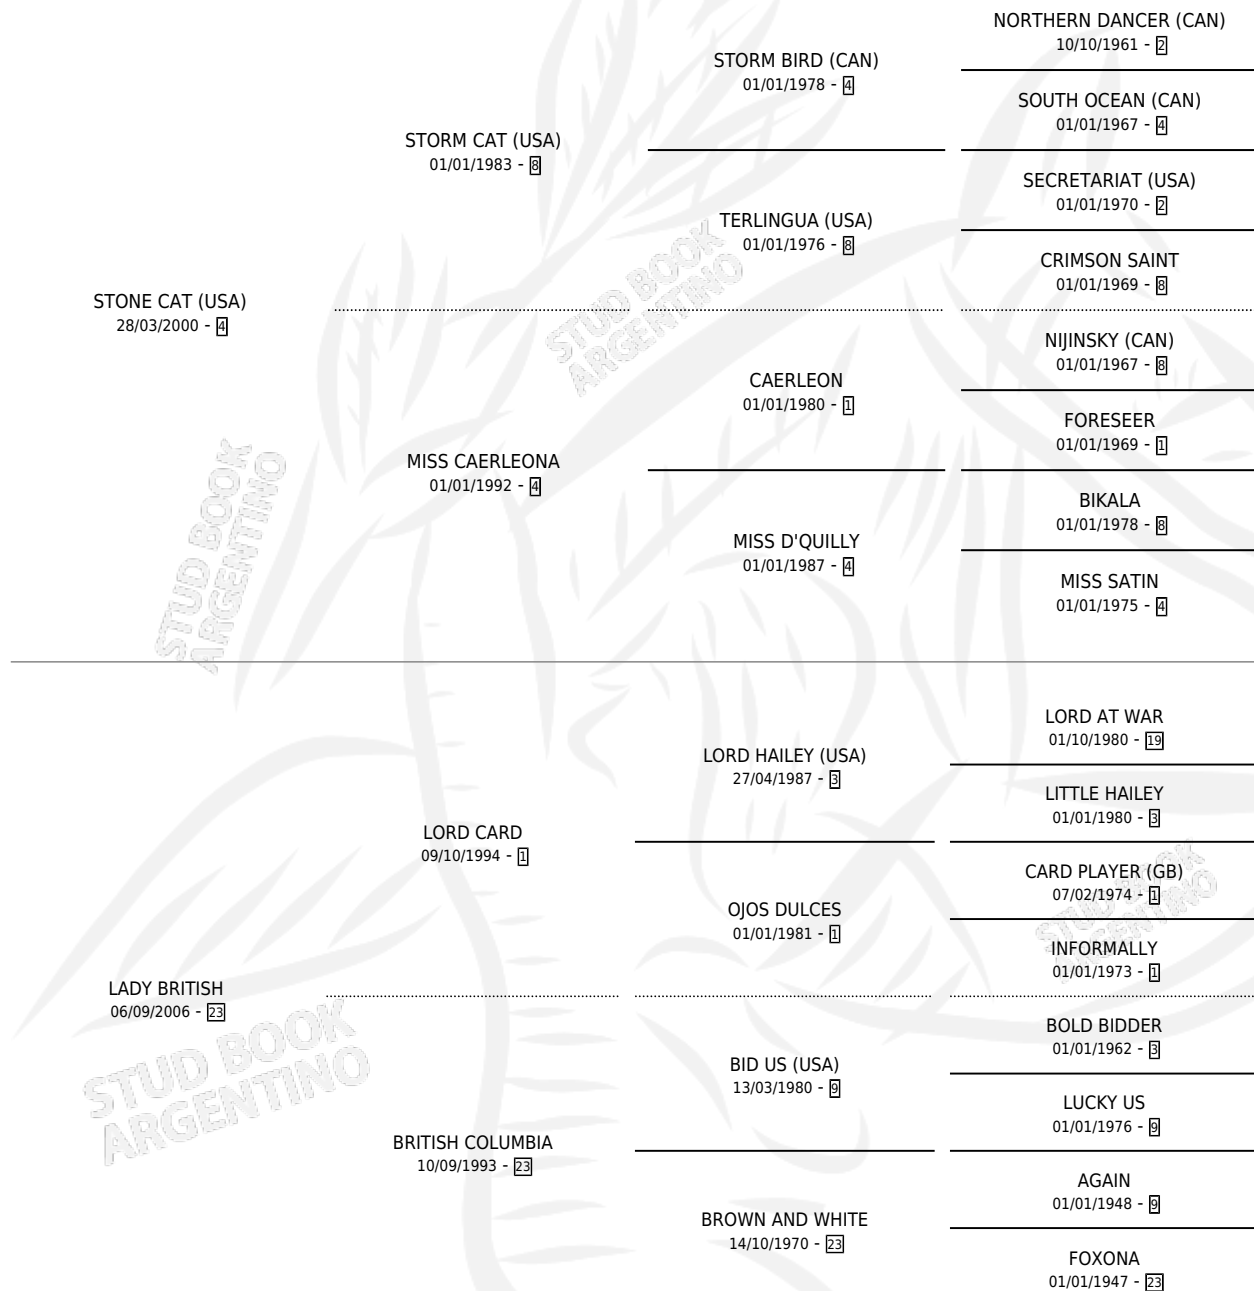 NORTHERN DANCER (CAN)
10/10/1961 - 2
STORM BIRD (CAN)
01/01/1978 - 4
SOUTH OCEAN (CAN)
01/01/1967 - 4
STORM CAT (USA)
01/01/1983 - 8
SECRETARIAT (USA)
01/01/1970 - 2
TERLINGUA (USA)
01/01/1976 - 8
CRIMSON SAINT
01/01/1969 - 8
STONE CAT (USA)
28/03/2000 - 4
NIJINSKY (CAN)
01/01/1967 - 8
CAERLEON
01/01/1980 - 1
FORESEER
01/01/1969 - 1
MISS CAERLEONA
01/01/1992 - 4
BIKALA
01/01/1978 - 8
MISS D'QUILLY
01/01/1987 - 4
MISS SATIN
01/01/1975 - 4
LORD AT WAR
01/10/1980 - 19
LORD HAILEY (USA)
27/04/1987 - 3
LITTLE HAILEY
01/01/1980 - 3
LORD CARD
09/10/1994 - 1
CARD PLAYER (GB)
07/02/1974 - 1
OJOS DULCES
01/01/1981 - 1
INFORMALLY
01/01/1973 - 1
LADY BRITISH
06/09/2006 - 23
BOLD BIDDER
01/01/1962 - 3
BID US (USA)
13/03/1980 - 9
LUCKY US
01/01/1976 - 9
BRITISH COLUMBIA
10/09/1993 - 23
AGAIN
01/01/1948 - 9
BROWN AND WHITE
14/10/1970 - 23
FOXONA
01/01/1947 - 23
STUD BOOK
ARGENTINO
STUD BOOK
ARGENTINO
STUD BOOK
ARGENTINO
STUD BOOK
ARGENTINO